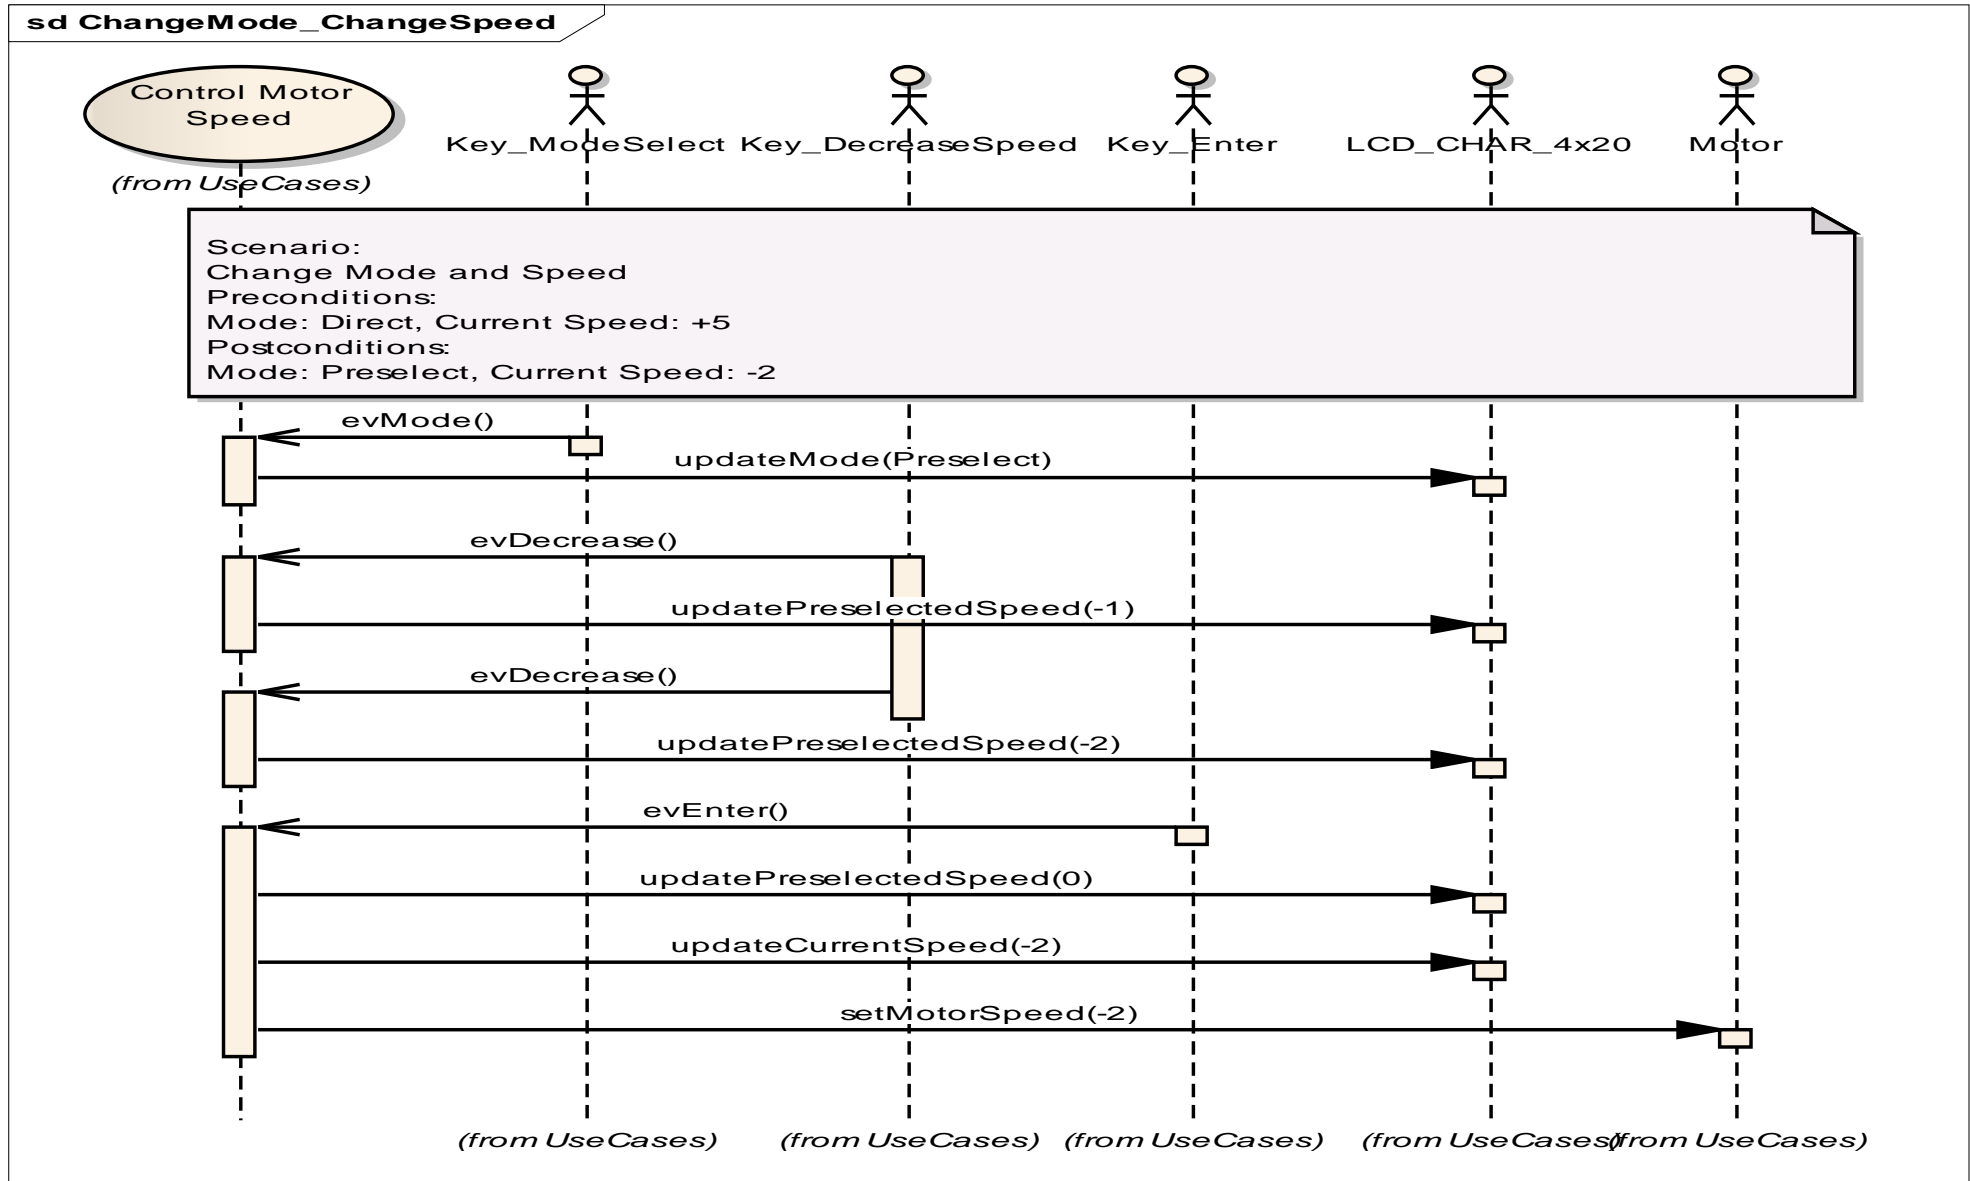 sd ChangeMode_ChangeSpeed
Control Motor
Speed
(from UseCases)
Key_ModeSelect
Key_DecreaseSpeed
Key_Enter
LCD_CHAR_4x20
Motor
Scenario:
Change Mode and Speed
Preconditions:
Mode: Direct, Current Speed: +5
Postconditions:
Mode: Preselect, Current Speed: -2
evMode()
updateMode(Preselect)
evDecrease()
updatePreselectedSpeed(-1)
evDecrease()
updatePreselectedSpeed(-2)
evEnter()
updatePreselectedSpeed(0)
updateCurrentSpeed(-2)
setMotorSpeed(-2)
(from UseCases)
(from UseCases)
(from UseCases)
(from UseCases)
(from UseCases)